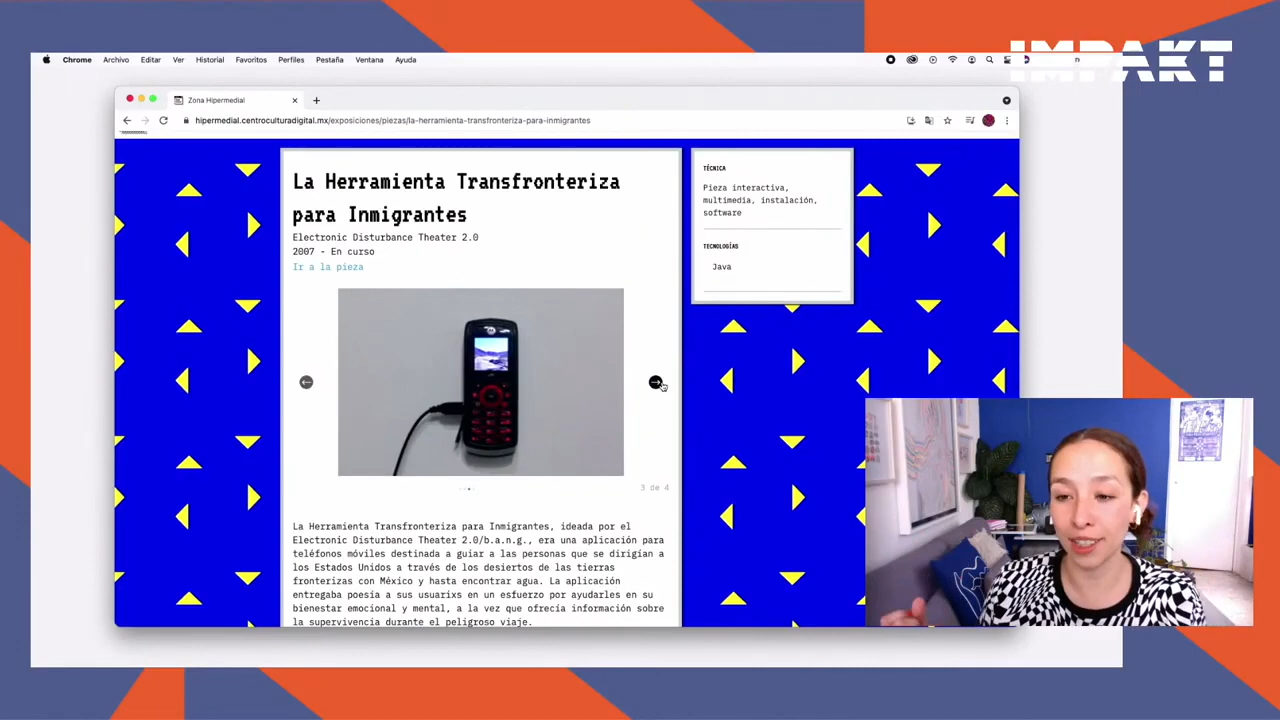 IMPAKT
Chrome Archivo Editar Ver Historial Favoritos Perfiles Pestaña Ventana Ayuda
Zona Hipermedial
hipermedial.centroculturadigital.mx/exposiciones/piezas/la-herramienta-transfronteriza-para-inmigrantes
La Herramienta Transfronteriza
para Inmigrantes
Electronic Disturbance Theater 2.0
2007 - En curso
Ir a la pieza
3 de 4
La Herramienta Transfronteriza para Inmigrantes, ideada por el
Electronic Disturbance Theater 2.0/b.a.n.g., era una aplicación para
teléfonos móviles destinada a guiar a las personas que se dirigían a
los Estados Unidos a través de los desiertos de las tierras
fronterizas con México y hasta encontrar agua. La aplicación
entregaba poesía a sus usuarixs en un esfuerzo por ayudarles en su
bienestar emocional y mental, a la vez que ofrecía información sobre
la supervivencia durante el peligroso viaje.
TÉCNICA
Pieza interactiva,
multimedia, instalación,
software
TECNOLOGÍAS
Java